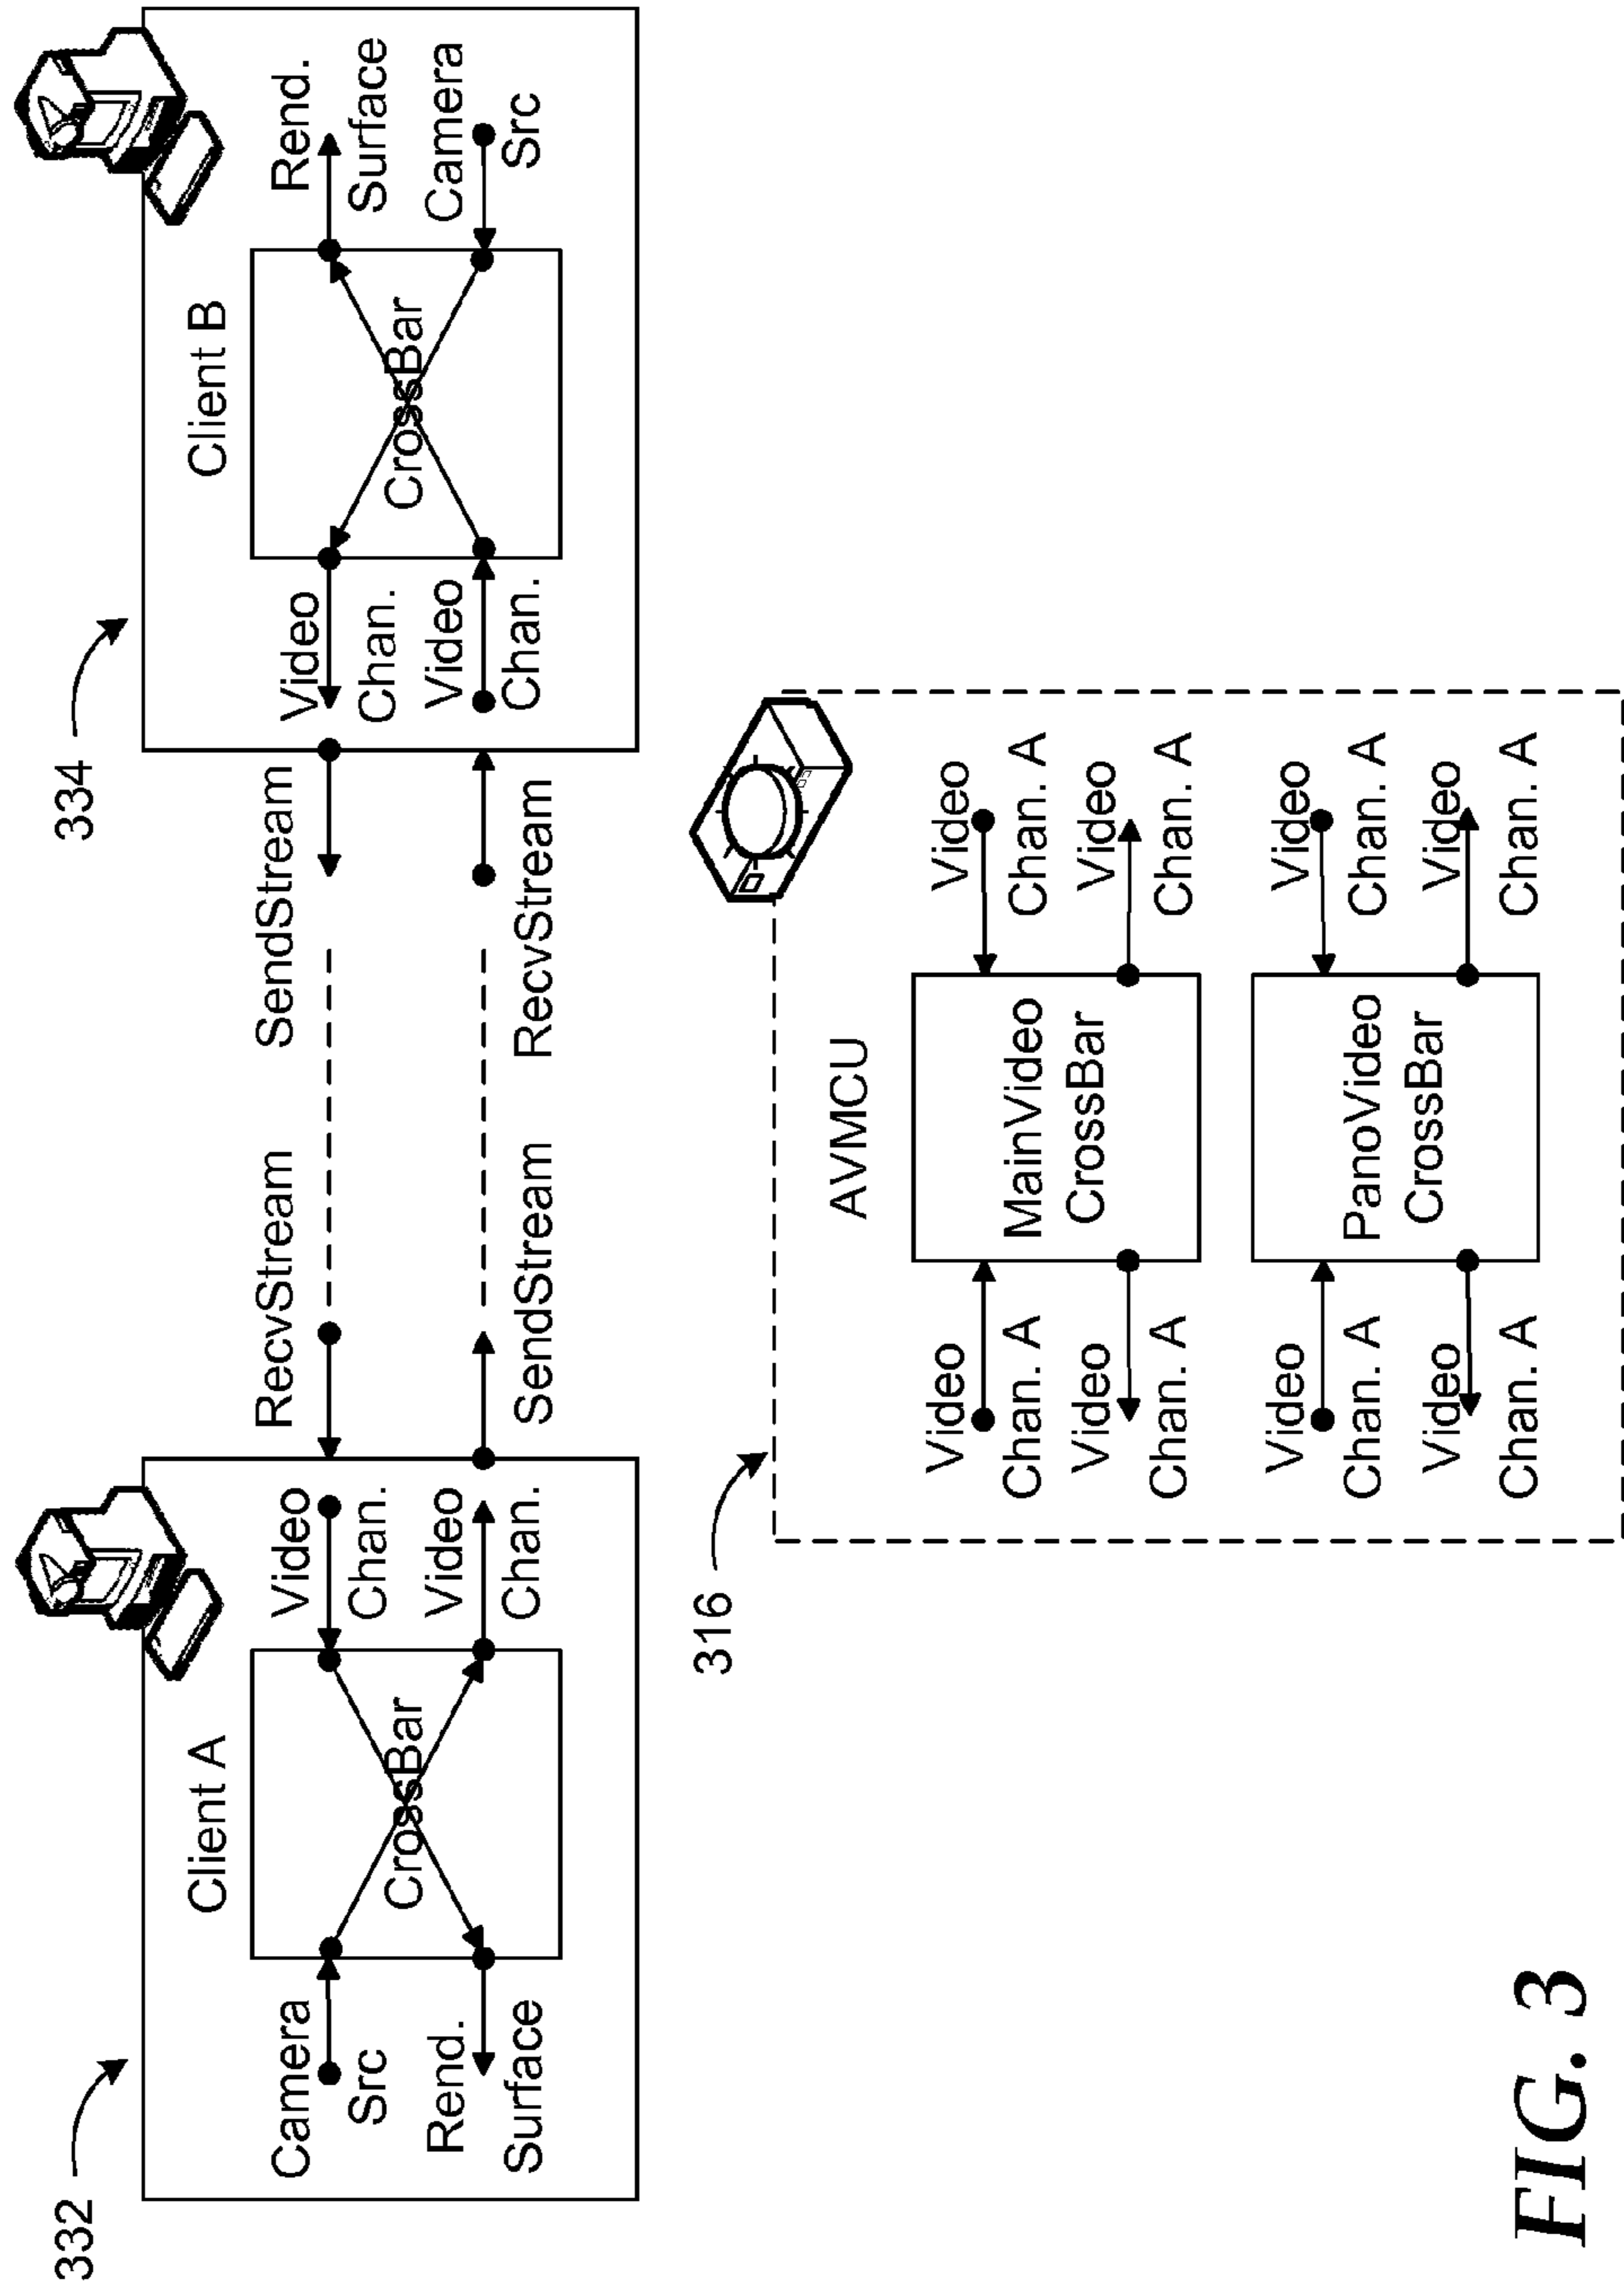 332
Client A
Camera
Src
Rend.
Surface
CrossBar
Video
Chan.
Video
Chan.
RecvStream
SendStream
SendStream
RecvStream
334
Client B
Video
Chan.
Video
Chan.
CrossBar
Rend.
Surface
Camera
Src
316
AVMCU
Video
Chan. A
Video
Chan. A
MainVideo
CrossBar
Video
Chan. A
Video
Chan. A
Video
Chan. A
Video
Chan. A
PanoVideo
CrossBar
Video
Chan. A
Video
Chan. A
FIG. 3